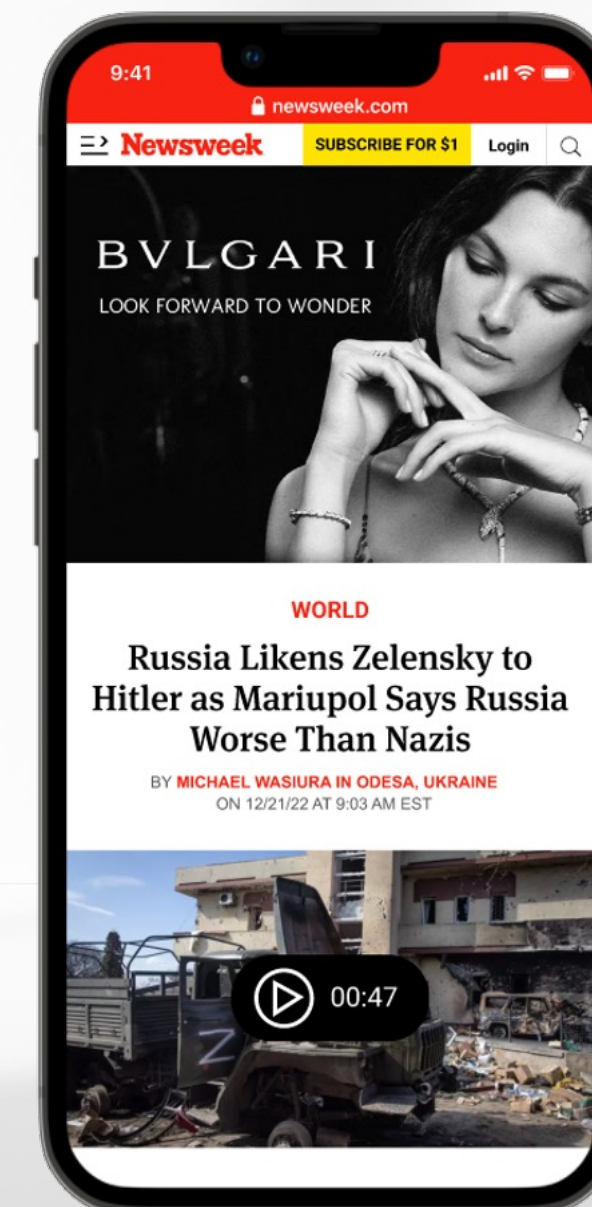 9:41
newsweek.com
Newsweek SUBSCRIBE FOR $1 Login
BVLGARI
LOOK FORWARD TO WONDER
WORLD
Russia Likens Zelensky to
Hitler as Mariupol Says Russia
Worse Than Nazis
BY MICHAEL WASIURA IN ODESA, UKRAINE
ON 12/21/22 AT 9:03 AM EST
Z
00:47